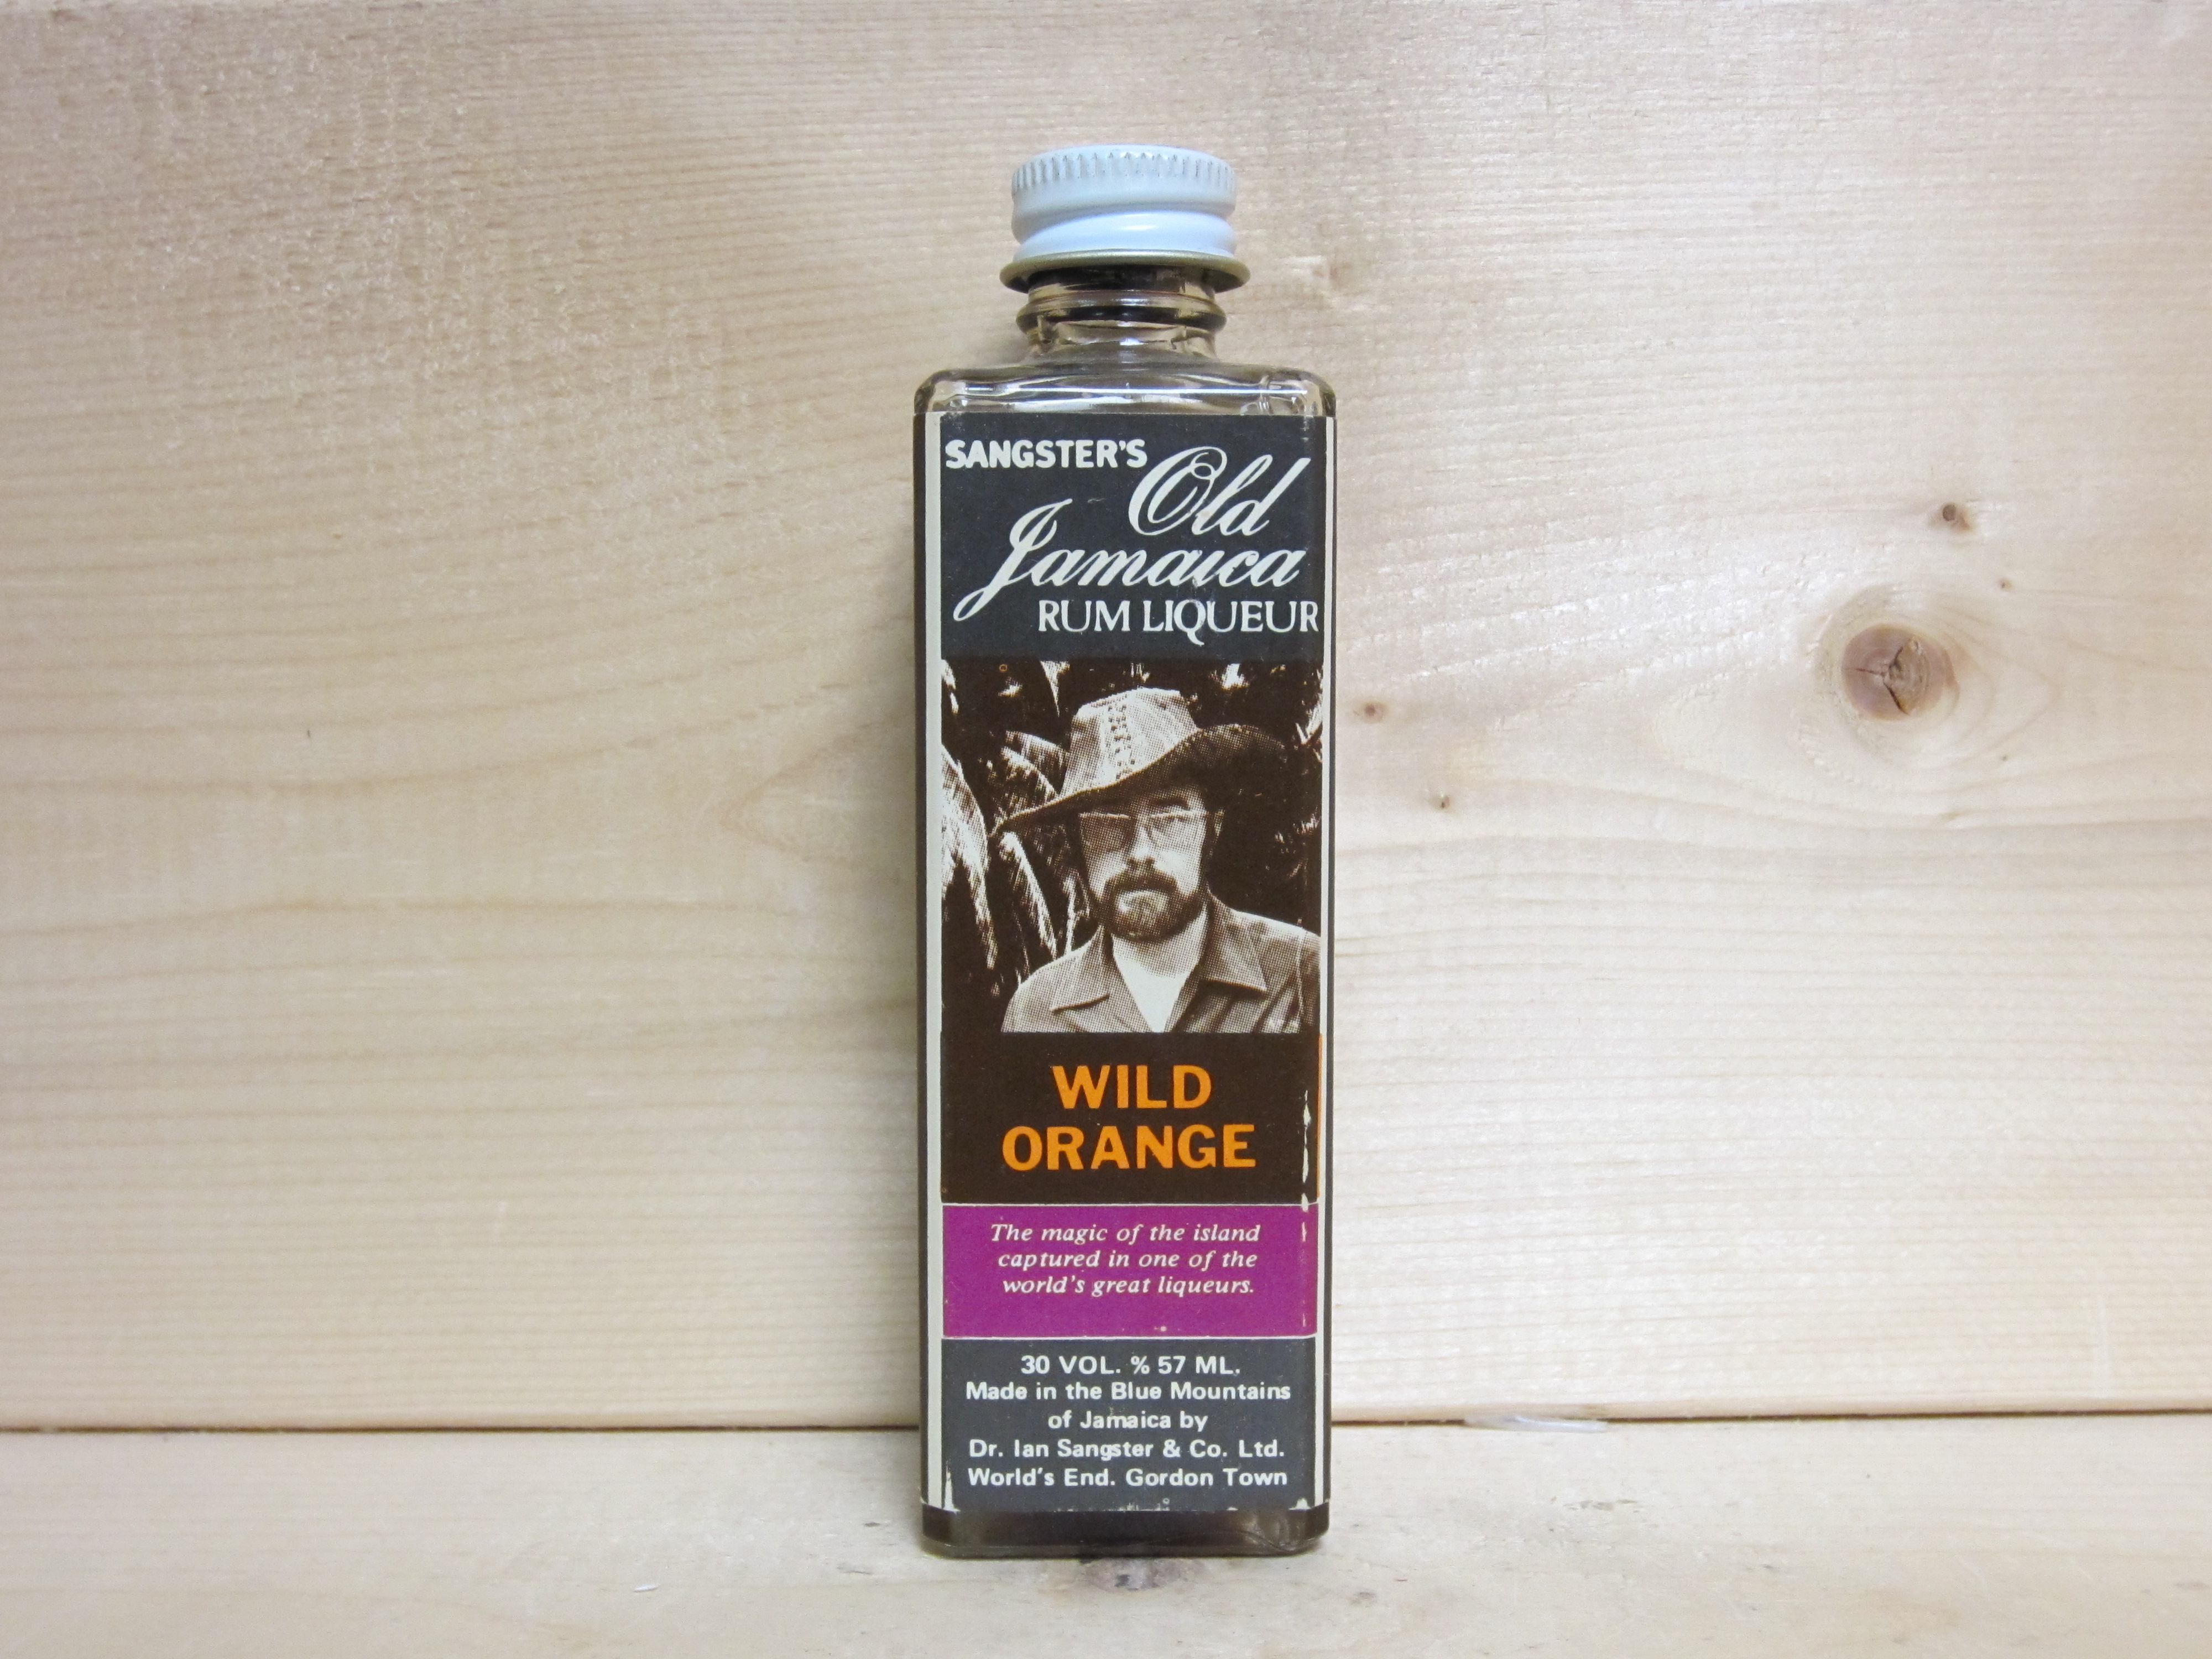 SANGSTER'S
Old
Jamaica
RUM LIQUEUR
WILD
ORANGE
The magic of the island
captured in one of the
world's great liqueurs.
30 VOL. % 57 ML.
Made in the Blue Mountains
of Jamaica by
Dr. Ian Sangster & Co. Ltd.
World's End. Gordon Town